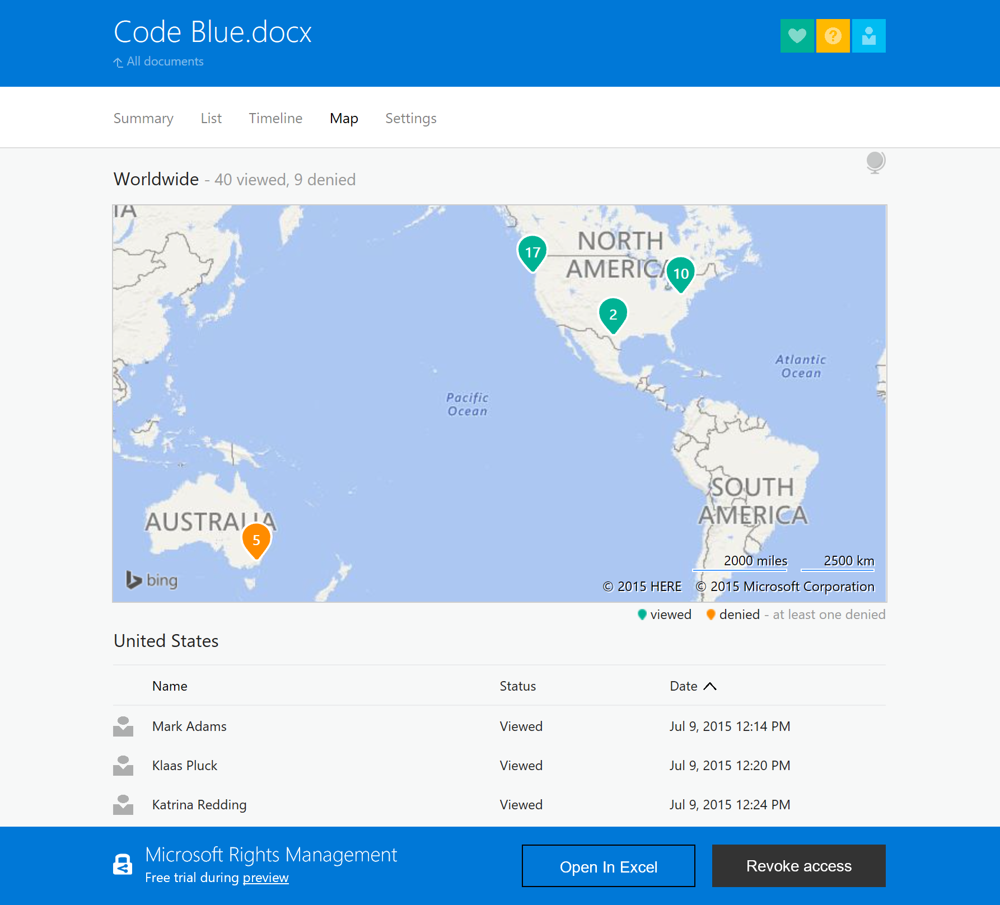 Code Blue.docx
All documents
Summary List Timeline Map Settings
Worldwide - 40 viewed, 9 denied
IA
NORTH
AMERICA
17
10
2
Atlantic
Ocean
Pacific
Ocean
SOUTH
AMERICA
AUSTRALIA
5
2000 miles 2500 km
bing
© 2015 HERE © 2015 Microsoft Corporation
viewed denied - at least one denied
United States
Name Status Date
Mark Adams Viewed Jul 9, 2015 12:14 PM
Klaas Pluck Viewed Jul 9, 2015 12:20 PM
Katrina Redding Viewed Jul 9, 2015 12:24 PM
Microsoft Rights Management
Free trial during preview
Open In Excel
Revoke access